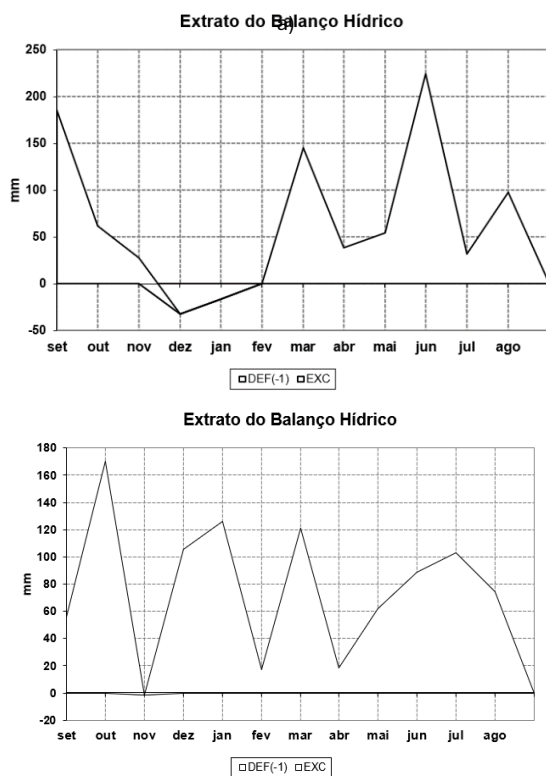 Extrato do Balanço Hídrico
a)
250
200
150
100
50
0
-50
mm
set out nov dez jan fev mar abr mai jun jul ago
DEF(-1) EXC
Extrato do Balanço Hídrico
180
160
140
120
100
80
60
40
20
0
-20
mm
set out nov dez jan fev mar abr mai jun jul ago
DEF(-1) EXC